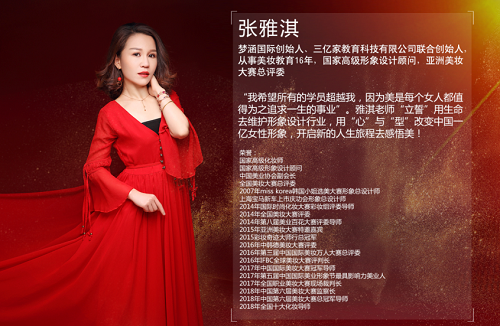 张雅淇
梦涵国际创始人、三亿家教育科技有限公司联合创始人,
从事美妆教育16年、国家高级形象设计顾问、亚洲美妆
大赛总评委
“我希望所有的学员超越我，因为美是每个女人都值
得为之追求一生的事业”。雅淇老师“立誓”用生命
去维护形象设计行业，用“心”与“型”改变中国一
亿女性形象，开启新的人生旅程去感悟美！
荣誉：
国家高级化妆师
国家高级形象设计顾问
中国美业协会副会长
全国美妆大赛总评委
2007年miss korea韩国小姐选美大赛形象总设计师
上海宝马新车上市庆功会形象总设计师
2014年国际时尚化妆大赛彩妆组评委导师
2014年全国美妆大赛评委
2014年第八届美业百花大赛评委导师
2015年亚洲美妆大赛特邀嘉宾
2015彩妆奇迹大师行总冠军
2016年中韩德美妆大赛评委
2016年第三届中国国际美妆万人大赛总评委
2016年IFBC全球美妆大赛评判长
2017年中国国际美妆大赛冠军导师
2017年第五届中国国际美业形象节最具影响力美业人
2017年全国职业美妆大赛现场裁判长
2018年中国第六届美妆大赛监察长
2018年中国第六届美妆大赛总冠军导师
2018年全国十大化妆导师